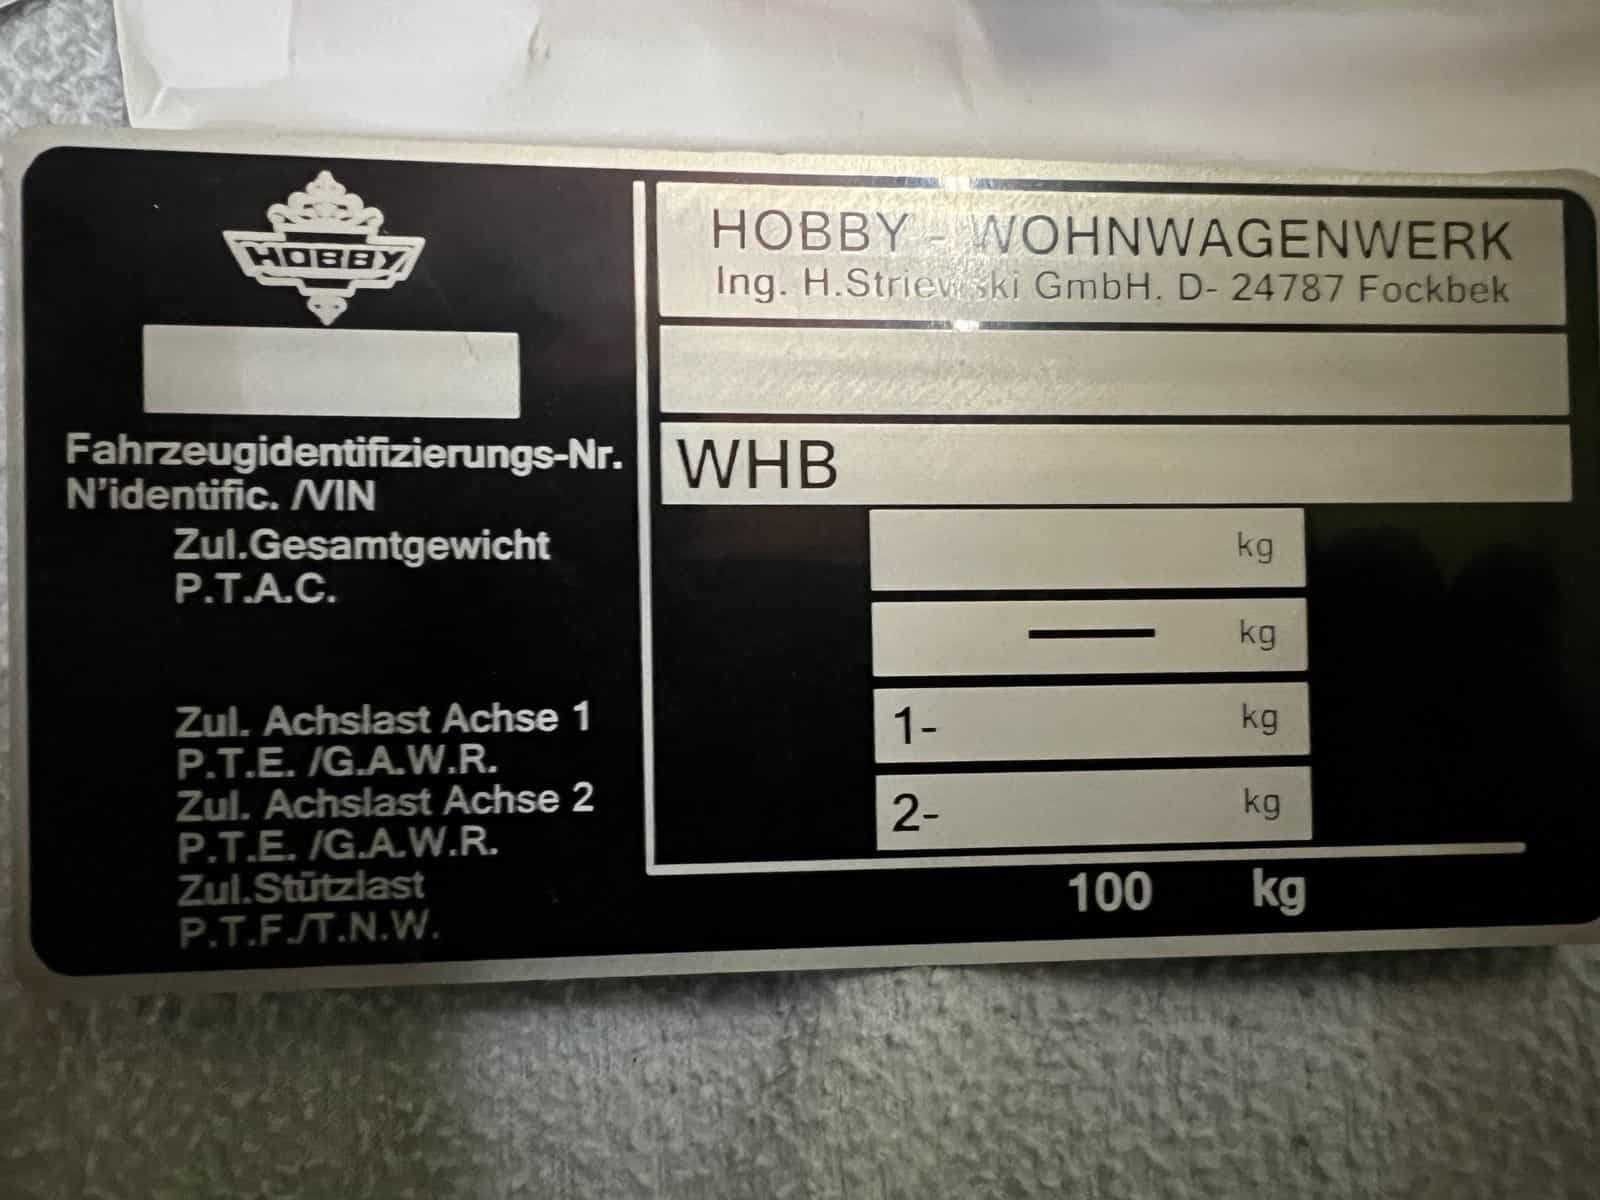 HOBBY
HOBBY - WOHNWAGENWERK
Ing. H.Striewski GmbH. D- 24787 Fockbek
Fahrzeugidentifizierungs-Nr.
N'identific. /VIN
WHB
Zul.Gesamtgewicht
P.T.A.C.
kg
— kg
Zul. Achslast Achse 1
P.T.E. /G.A.W.R.
1- kg
Zul. Achslast Achse 2
P.T.E. /G.A.W.R.
2- kg
Zul.Stützlast
P.T.F./T.N.W.
100 kg